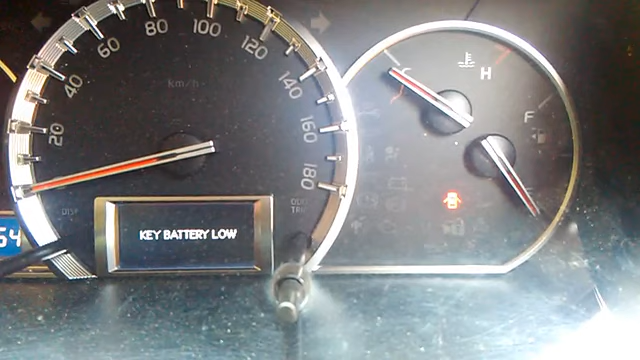 20
40
60
80
100
120
140
160
180
km/h
DISP
ODO
TRIP
H
F
54
KEY BATTERY LOW